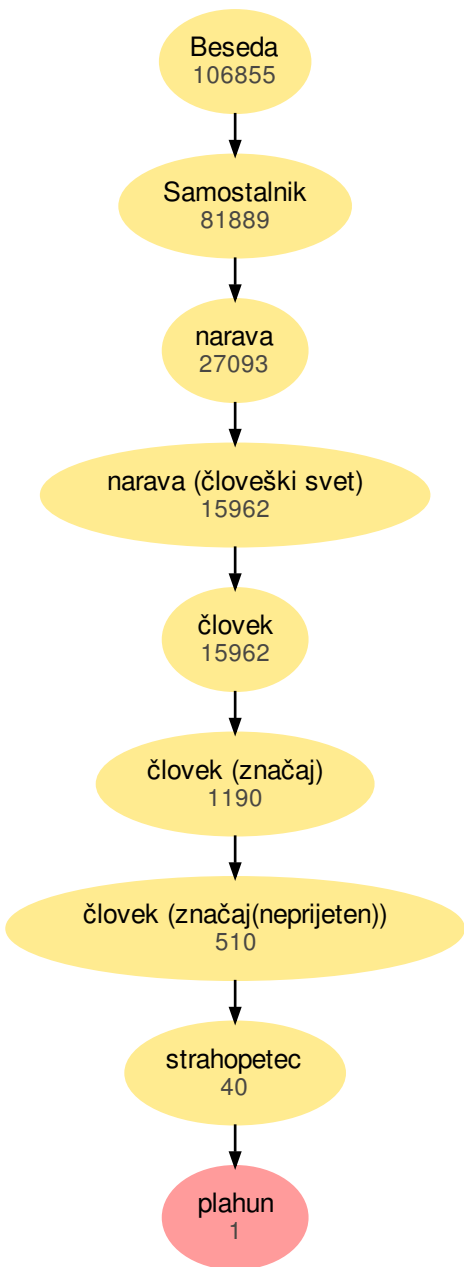 Beseda
106855
Samostalnik
81889
narava
27093
narava (človeški svet)
15962
človek
15962
človek (značaj)
1190
človek (značaj(neprijeten))
510
strahopetec
40
plahun
1